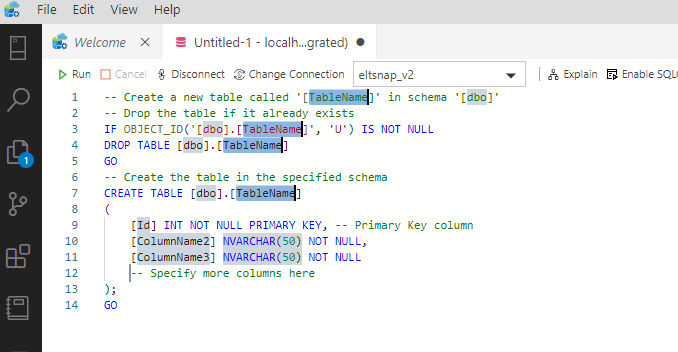 File Edit View Help
Welcome Untitled-1 - localh...grated)
Run Cancel Disconnect Change Connection eltsnap_v2 Explain Enable SQLC
1 -- Create a new table called '[TableName]' in schema '[dbo]'
2 -- Drop the table if it already exists
3 IF OBJECT_ID('[dbo].[TableName]', 'U') IS NOT NULL
4 DROP TABLE [dbo].[TableName]
5 GO
6 -- Create the table in the specified schema
7 CREATE TABLE [dbo].[TableName]
8 (
9 [Id] INT NOT NULL PRIMARY KEY, -- Primary Key column
10 [ColumnName2] NVARCHAR(50) NOT NULL,
11 [ColumnName3] NVARCHAR(50) NOT NULL
12 -- Specify more columns here
13 );
14 GO
1